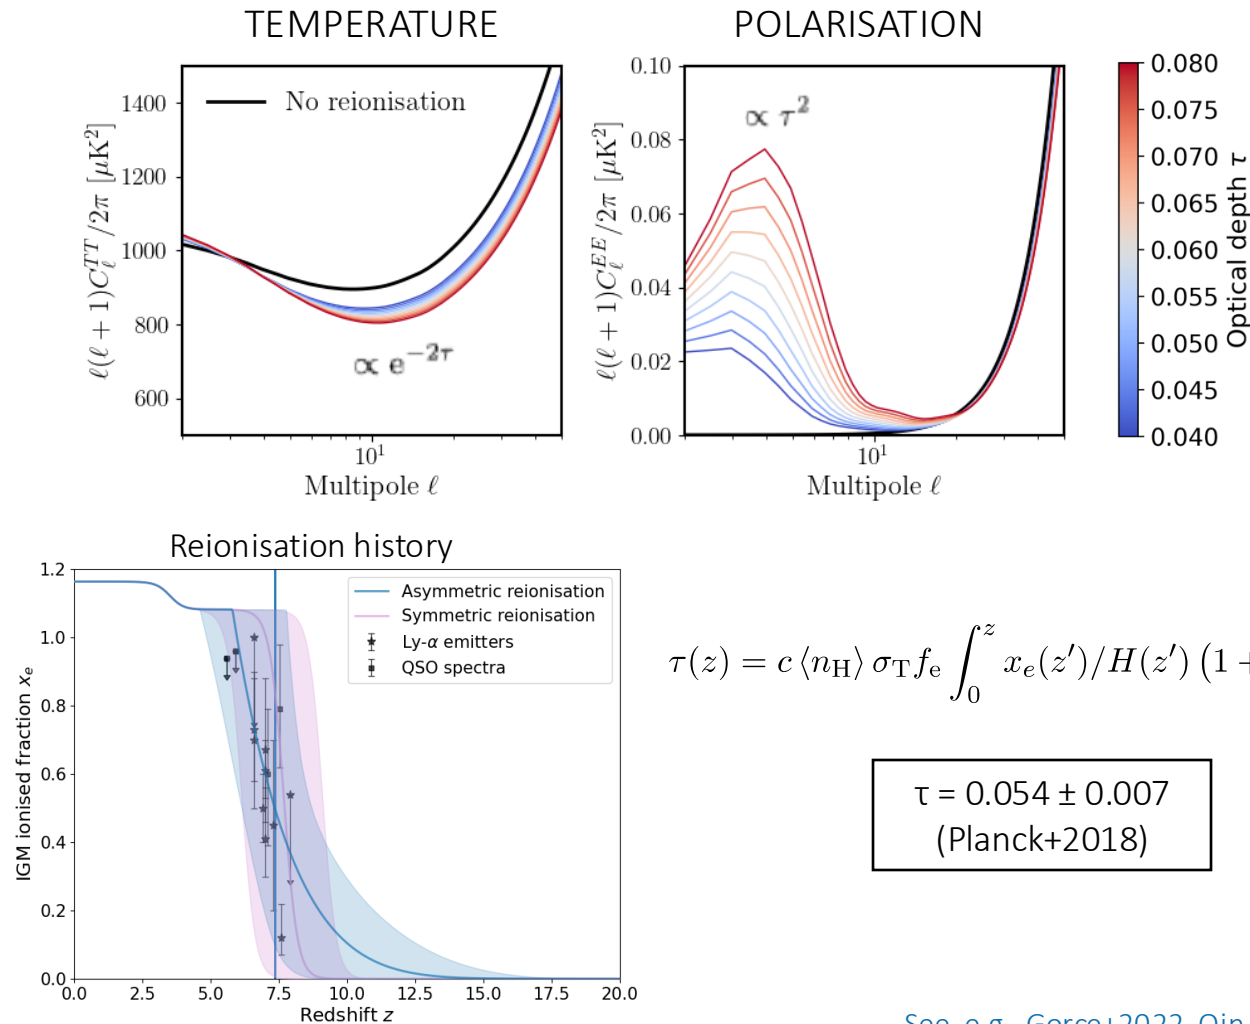 TEMPERATURE
POLARISATION
ℓ(ℓ + 1)C_ℓ^{TT}/2π [μK²]
1400
1200
1000
800
600
No reionisation
∝ e^{−2τ}
10¹
Multipole ℓ
ℓ(ℓ + 1)C_ℓ^{EE}/2π [μK²]
0.10
0.08
0.06
0.04
0.02
0.00
∝ τ²
10¹
Multipole ℓ
0.080
0.075
0.070
0.065
0.060
0.055
0.050
0.045
0.040
Optical depth τ
Reionisation history
IGM ionised fraction x_e
1.2
1.0
0.8
0.6
0.4
0.2
0.0
Asymmetric reionisation
Symmetric reionisation
Ly-α emitters
QSO spectra
0.0 2.5 5.0 7.5 10.0 12.5 15.0 17.5 20.0
Redshift z
τ(z) = c ⟨n_H⟩ σ_T f_e ∫_0^z x_e(z′)/H(z′) (1 +
τ = 0.054 ± 0.007
(Planck+2018)
See, e.g., Gorce+2022, Qin